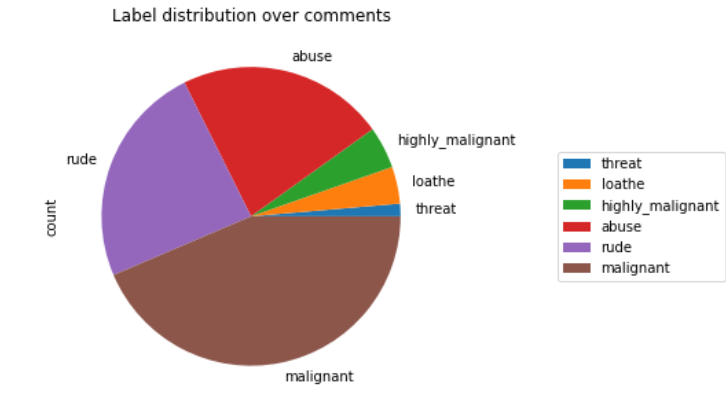 Label distribution over comments
abuse
highly_malignant
rude
loathe
threat
count
malignant
threat
loathe
highly_malignant
abuse
rude
malignant